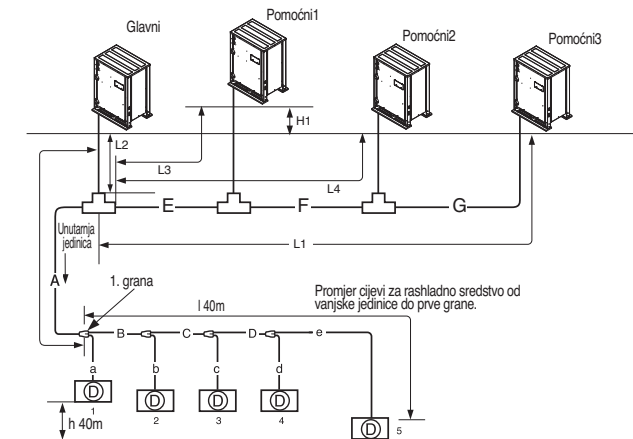 Glavni
Pomoćni1
Pomoćni2
Pomoćni3
H1
L2
L3
L4
E
F
G
Unutarnja
jedinica
L1
A
1. grana
l 40m
Promjer cijevi za rashladno sredstvo od
vanjske jedinice do prve grane.
B
C
D
e
a
b
c
d
D
D
D
D
D
1
2
3
4
5
h 40m